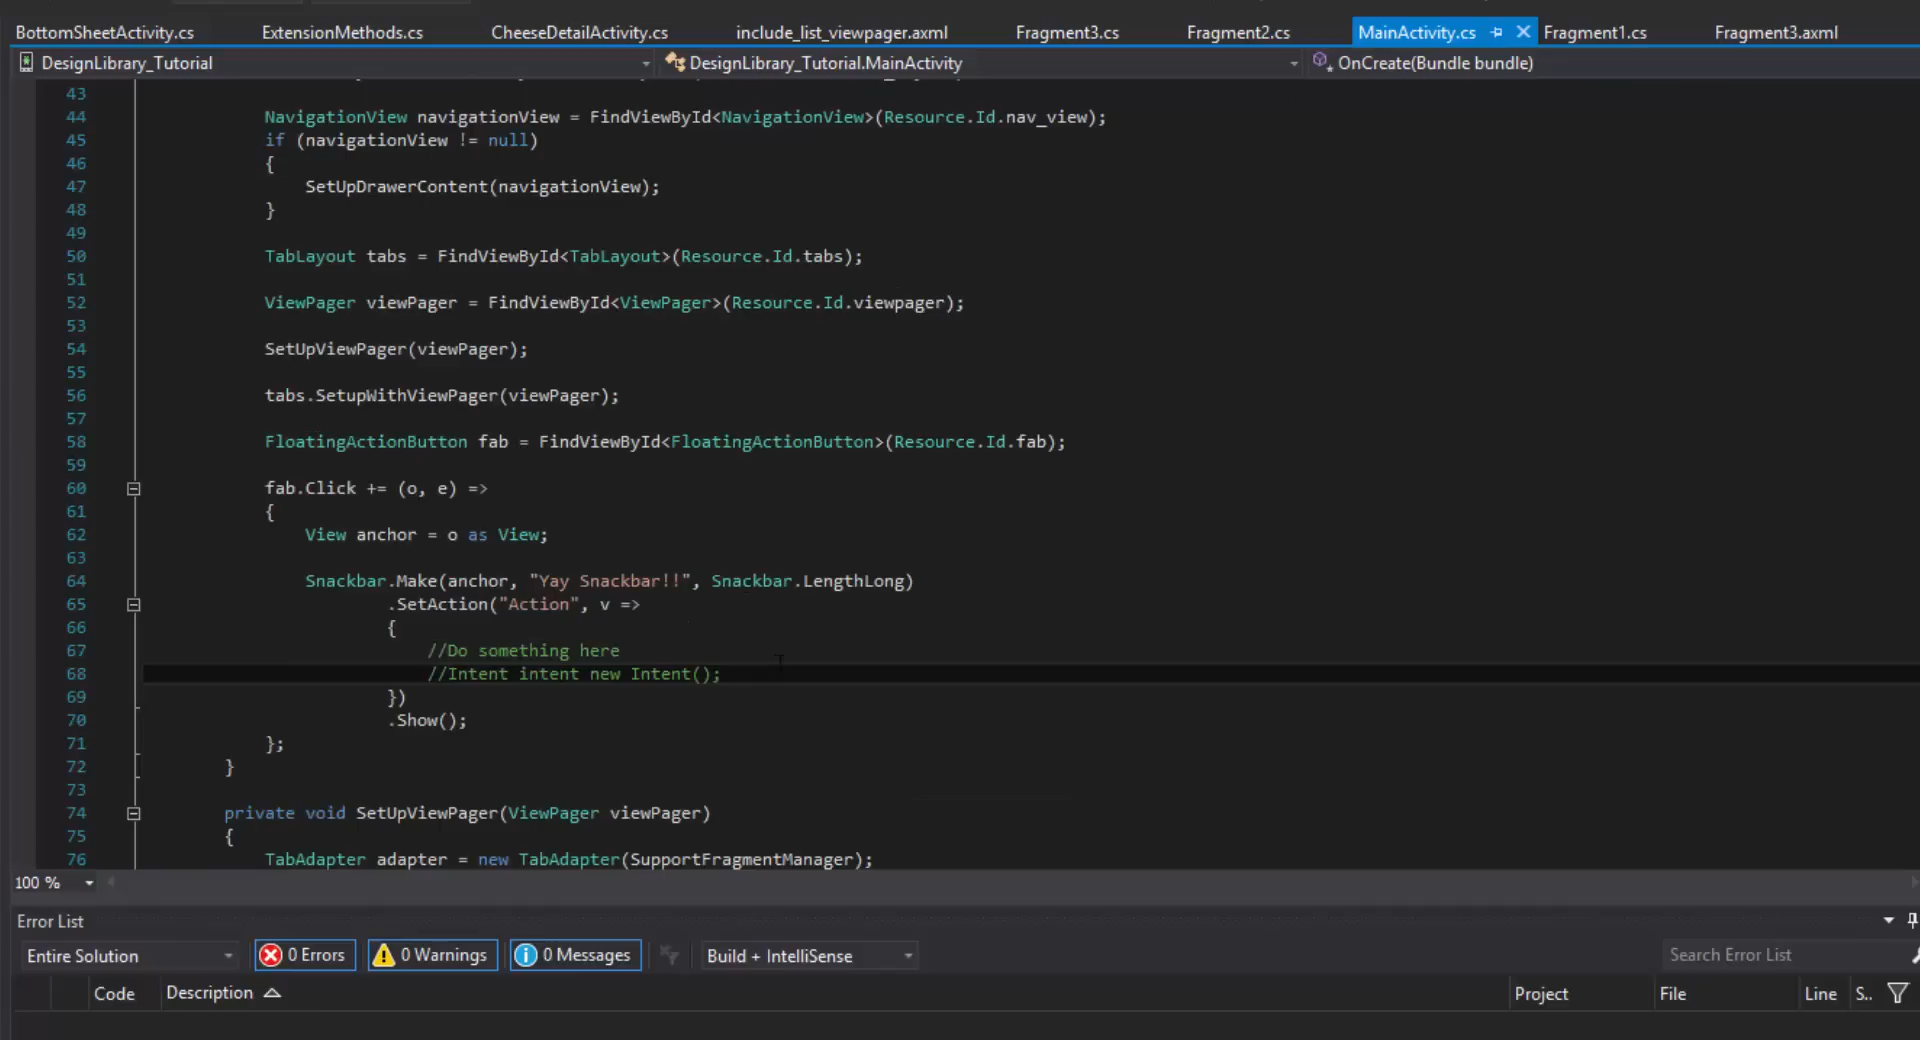 BottomSheetActivity.cs ExtensionMethods.cs CheeseDetailActivity.cs include_list_viewpager.axml Fragment3.cs Fragment2.cs MainActivity.cs Fragment1.cs Fragment3.axml
DesignLibrary_Tutorial DesignLibrary_Tutorial.MainActivity OnCreate(Bundle bundle)
43
44 NavigationView navigationView = FindViewById<NavigationView>(Resource.Id.nav_view);
45 if (navigationView != null)
46 {
47 SetUpDrawerContent(navigationView);
48 }
49
50 TabLayout tabs = FindViewById<TabLayout>(Resource.Id.tabs);
51
52 ViewPager viewPager = FindViewById<ViewPager>(Resource.Id.viewpager);
53
54 SetUpViewPager(viewPager);
55
56 tabs.SetupWithViewPager(viewPager);
57
58 FloatingActionButton fab = FindViewById<FloatingActionButton>(Resource.Id.fab);
59
60 fab.Click += (o, e) =>
61 {
62 View anchor = o as View;
63
64 Snackbar.Make(anchor, "Yay Snackbar!!", Snackbar.LengthLong)
65 .SetAction("Action", v =>
66 {
67 //Do something here
68 //Intent intent new Intent();
69 })
70 .Show();
71 };
72 }
73
74 private void SetUpViewPager(ViewPager viewPager)
75 {
76 TabAdapter adapter = new TabAdapter(SupportFragmentManager);
100 %
Error List
Entire Solution 0 Errors 0 Warnings 0 Messages Build + IntelliSense Search Error List
Code Description Project File Line S..